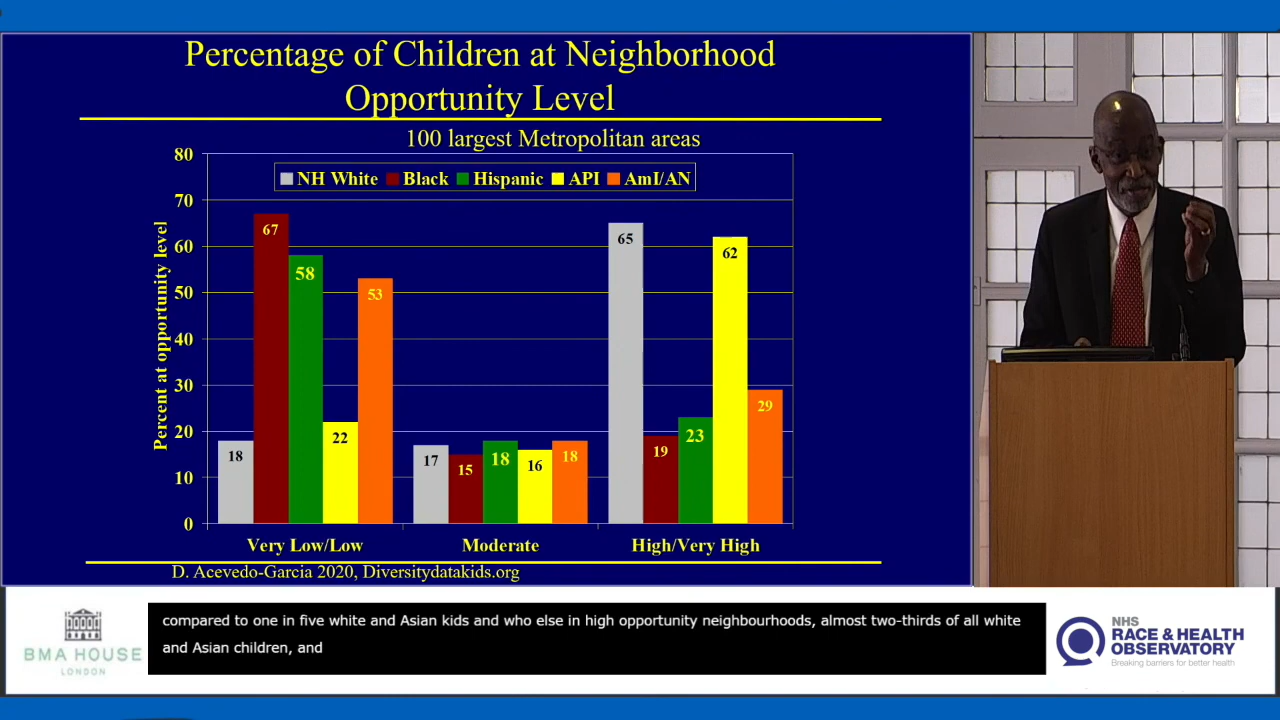 Percentage of Children at Neighborhood
Opportunity Level
100 largest Metropolitan areas
80
70
60
50
40
30
20
10
0
Percent at opportunity level
NH White Black Hispanic API AmI/AN
18 67 58 22 53
17 15 18 16 18
65 19 23 62 29
Very Low/Low Moderate High/Very High
D. Acevedo-Garcia 2020, Diversitydatakids.org
BMA HOUSE
LONDON
compared to one in five white and Asian kids and who else in high opportunity neighbourhoods, almost two-thirds of all white
and Asian children, and
NHS
RACE & HEALTH
OBSERVATORY
Breaking barriers for better health